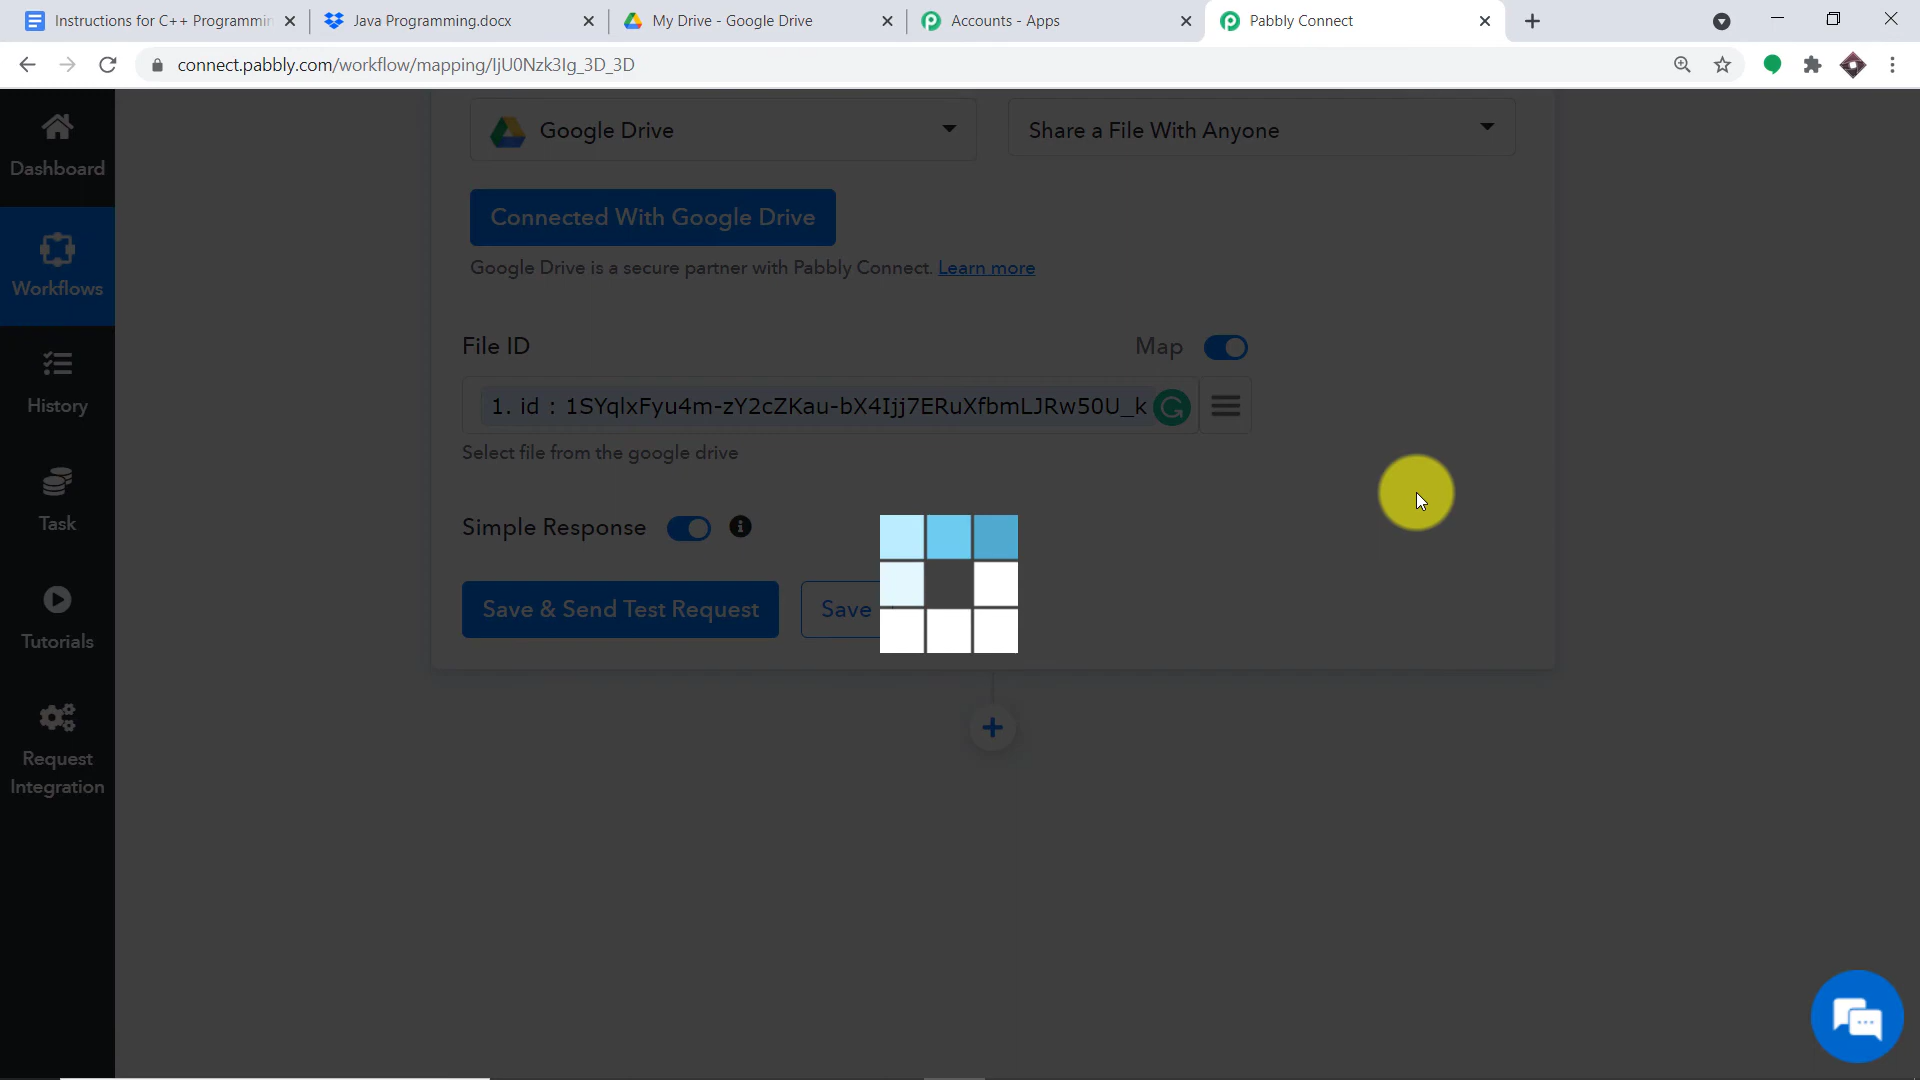 Instructions for C++ Programmin
Java Programming.docx
My Drive - Google Drive
Accounts - Apps
Pabbly Connect
connect.pabbly.com/workflow/mapping/IjU0Nzk3Ig_3D_3D
Dashboard
Workflows
History
Task
Tutorials
Request
Integration
Google Drive
Share a File With Anyone
Connected With Google Drive
Google Drive is a secure partner with Pabbly Connect. Learn more
File ID
Map
1. id : 1SYqlxFyu4m-zY2cZKau-bX4Ijj7ERuXfbmLJRw50U_k
Select file from the google drive
Simple Response
Save & Send Test Request
Save